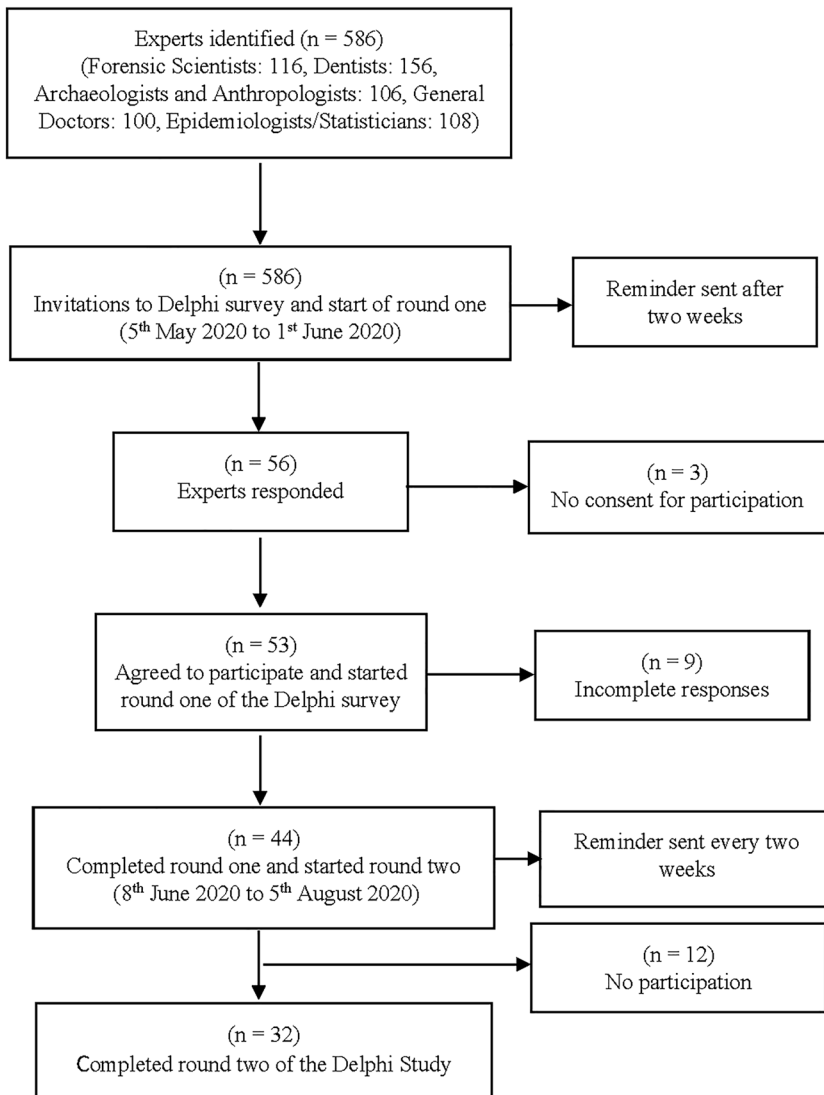 Experts identified (n = 586)
(Forensic Scientists: 116, Dentists: 156,
Archaeologists and Anthropologists: 106, General
Doctors: 100, Epidemiologists/Statisticians: 108)
(n = 586)
Invitations to Delphi survey and start of round one
(5th May 2020 to 1st June 2020)
Reminder sent after
two weeks
(n = 56)
Experts responded
(n = 3)
No consent for participation
(n = 53)
Agreed to participate and started
round one of the Delphi survey
(n = 9)
Incomplete responses
(n = 44)
Completed round one and started round two
(8th June 2020 to 5th August 2020)
Reminder sent every two
weeks
(n = 12)
No participation
(n = 32)
Completed round two of the Delphi Study